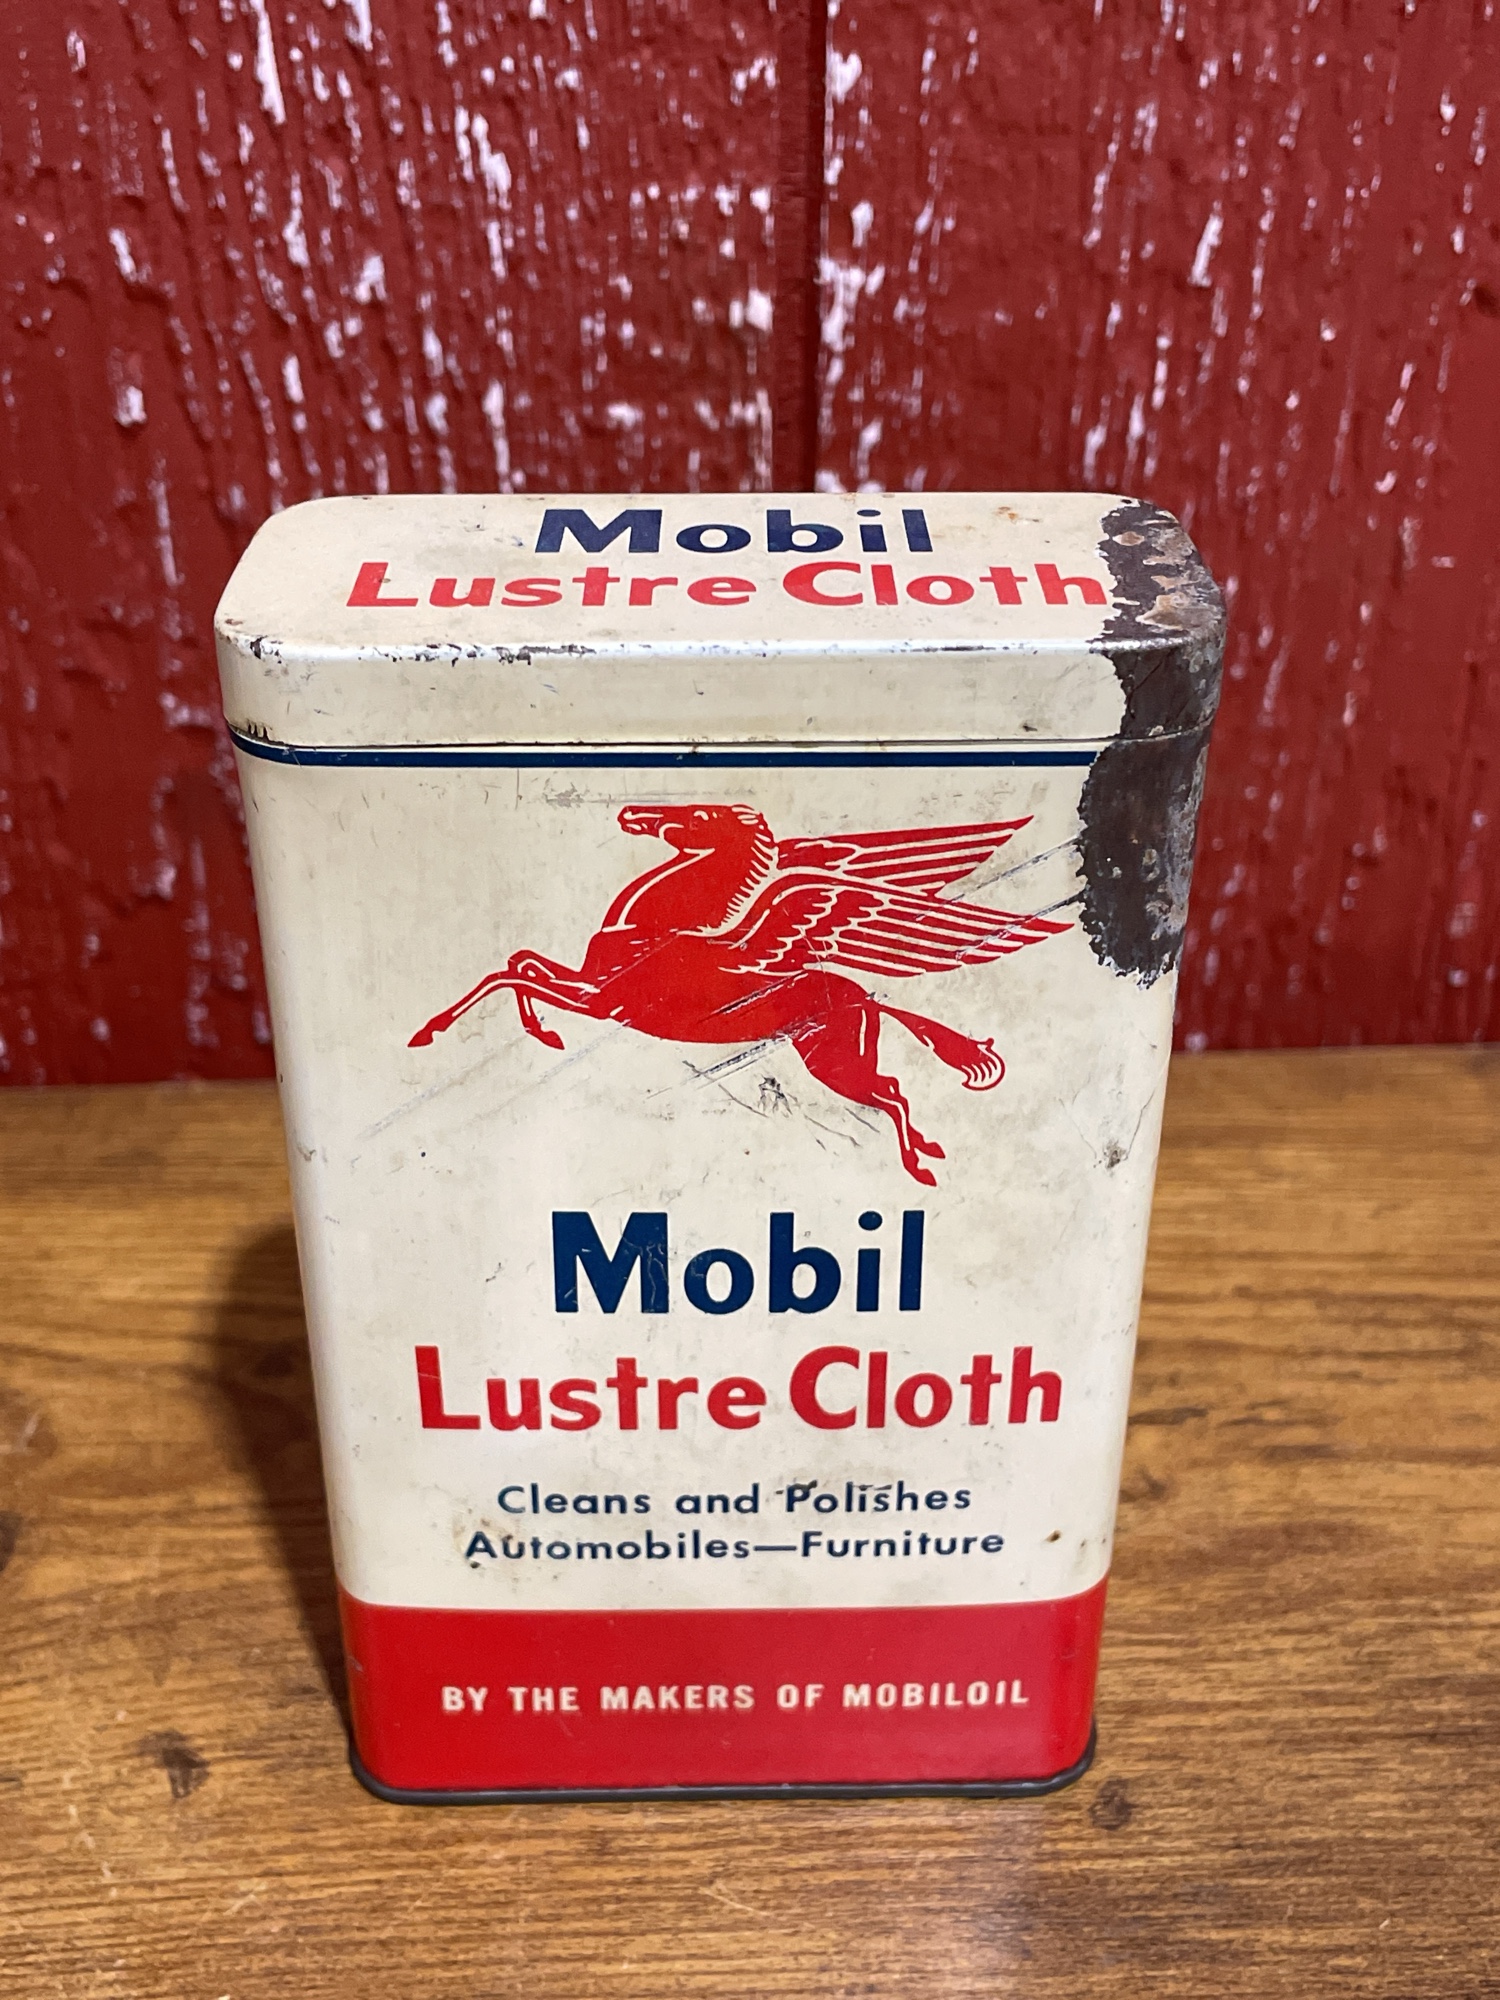 Mobil
Lustre Cloth
Mobil
Lustre Cloth
Cleans and Polishes
Automobiles—Furniture
BY THE MAKERS OF MOBILOIL